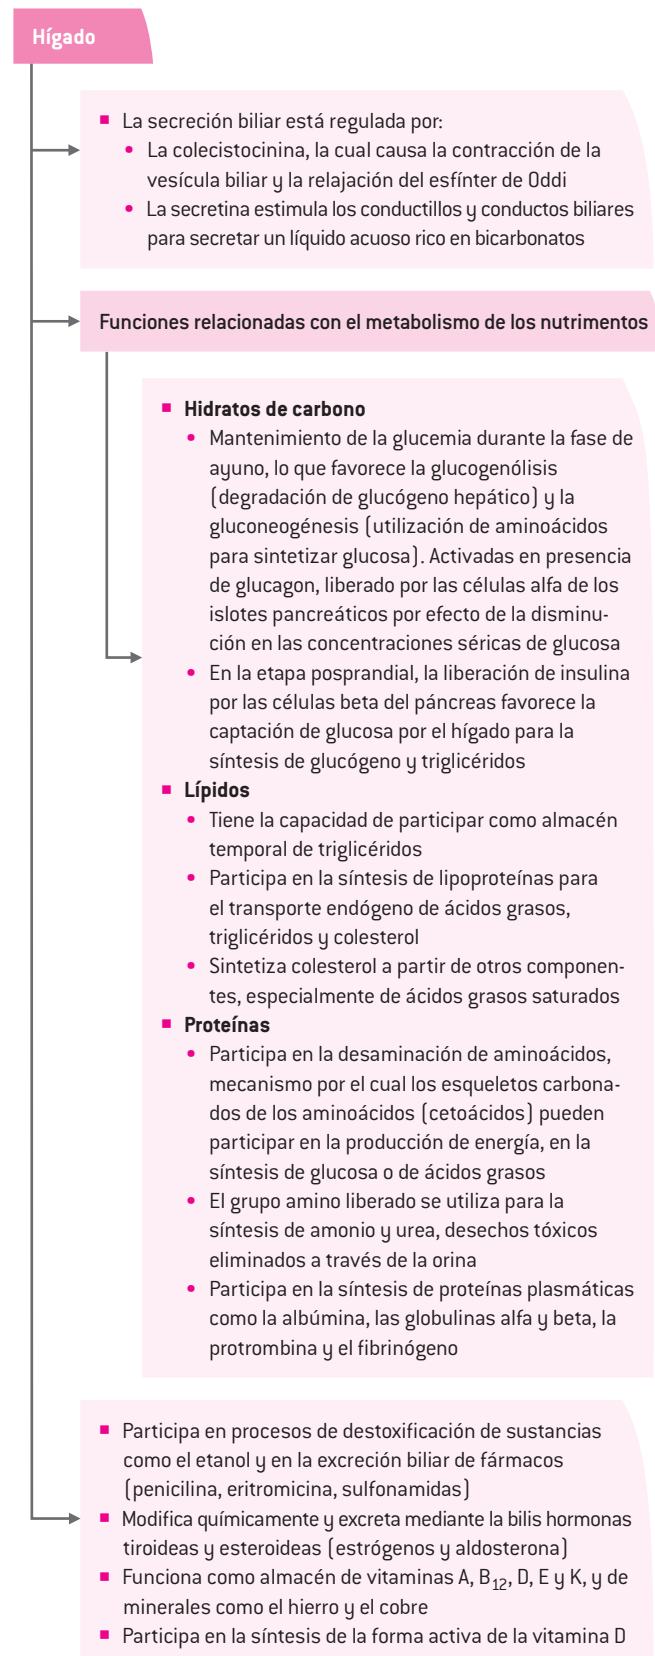 Hígado
▪ La secreción biliar está regulada por:
• La colecistocinina, la cual causa la contracción de la
vesícula biliar y la relajación del esfínter de Oddi
• La secretina estimula los conductillos y conductos biliares
para secretar un líquido acuoso rico en bicarbonatos
Funciones relacionadas con el metabolismo de los nutrimentos
▪ Hidratos de carbono
• Mantenimiento de la glucemia durante la fase de
ayuno, lo que favorece la glucogenólisis
(degradación de glucógeno hepático) y la
gluconeogénesis (utilización de aminoácidos
para sintetizar glucosa). Activadas en presencia
de glucagon, liberado por las células alfa de los
islotes pancreáticos por efecto de la disminu-
ción en las concentraciones séricas de glucosa
• En la etapa posprandial, la liberación de insulina
por las células beta del páncreas favorece la
captación de glucosa por el hígado para la
síntesis de glucógeno y triglicéridos
▪ Lípidos
• Tiene la capacidad de participar como almacén
temporal de triglicéridos
• Participa en la síntesis de lipoproteínas para
el transporte endógeno de ácidos grasos,
triglicéridos y colesterol
• Sintetiza colesterol a partir de otros componen-
tes, especialmente de ácidos grasos saturados
▪ Proteínas
• Participa en la desaminación de aminoácidos,
mecanismo por el cual los esqueletos carbona-
dos de los aminoácidos (cetoácidos) pueden
participar en la producción de energía, en la
síntesis de glucosa o de ácidos grasos
• El grupo amino liberado se utiliza para la
síntesis de amonio y urea, desechos tóxicos
eliminados a través de la orina
• Participa en la síntesis de proteínas plasmáticas
como la albúmina, las globulinas alfa y beta, la
protrombina y el fibrinógeno
▪ Participa en procesos de destoxificación de sustancias
como el etanol y en la excreción biliar de fármacos
(penicilina, eritromicina, sulfonamidas)
▪ Modifica químicamente y excreta mediante la bilis hormonas
tiroideas y esteroideas (estrógenos y aldosterona)
▪ Funciona como almacén de vitaminas A, B₁₂, D, E y K, y de
minerales como el hierro y el cobre
▪ Participa en la síntesis de la forma activa de la vitamina D